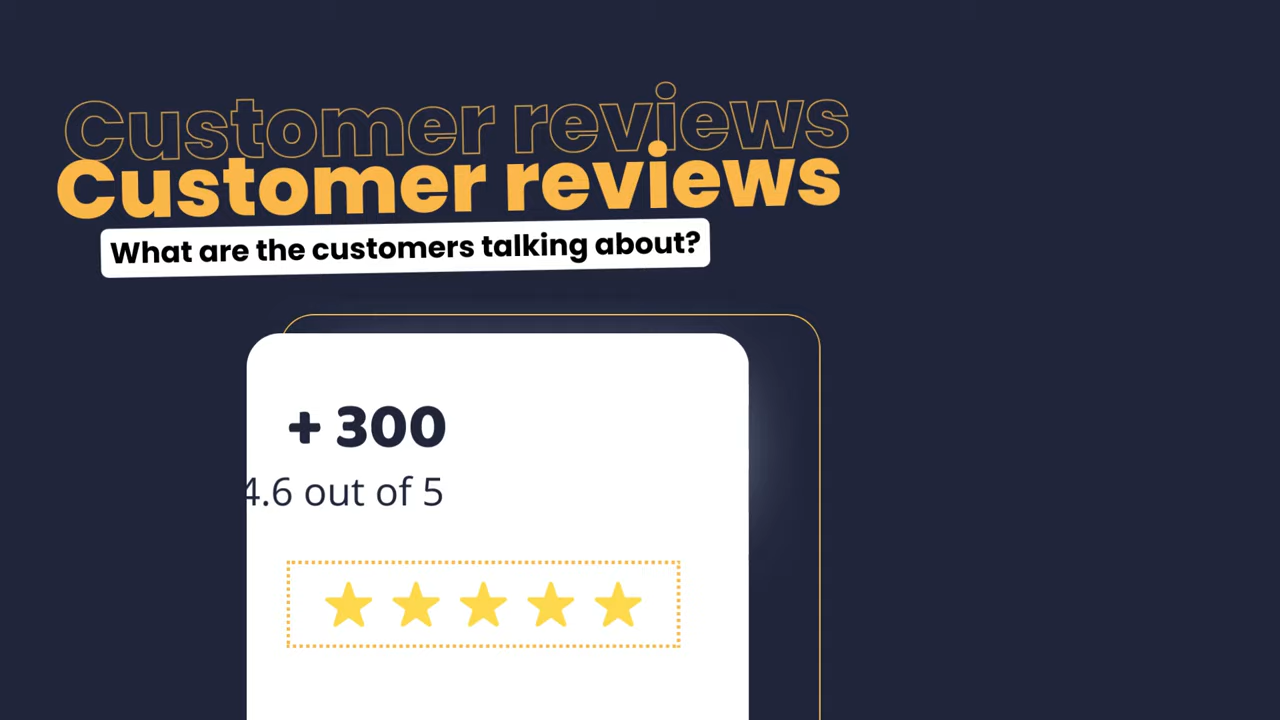 Customer reviews
Customer reviews
What are the customers talking about?
+ 300
4.6 out of 5